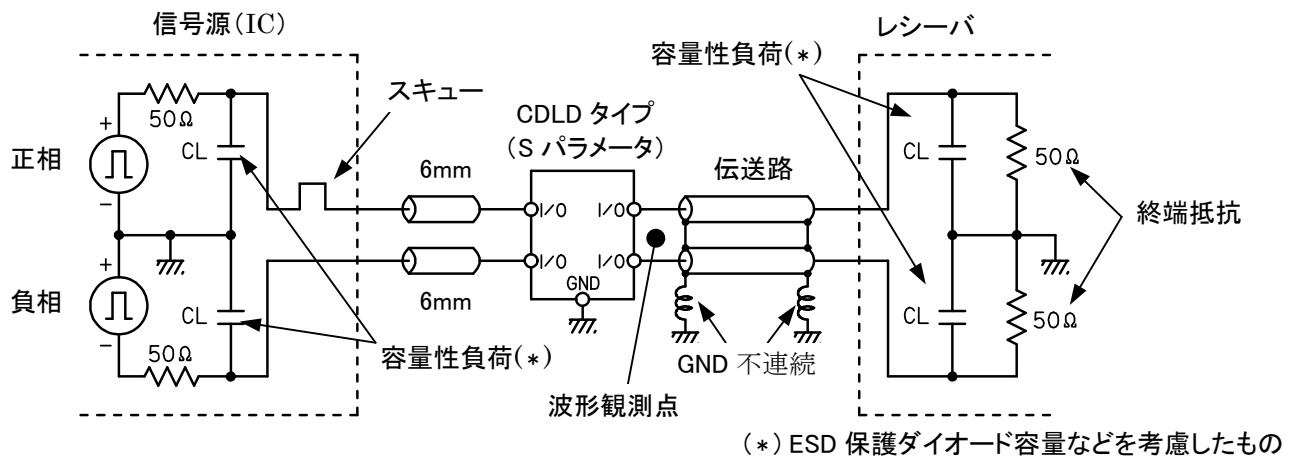 信号源(IC)
レシーバ
容量性負荷(*)
スキュー
50Ω
CDLD タイプ
(S パラメータ)
+
正相
CL
6mm
伝送路
CL
50Ω
−
I/O
I/O
終端抵抗
+
I/O
I/O
負相
6mm
GND
CL
CL
50Ω
−
50Ω
容量性負荷(*)
GND 不連続
波形観測点
(*) ESD 保護ダイオード容量などを考慮したもの